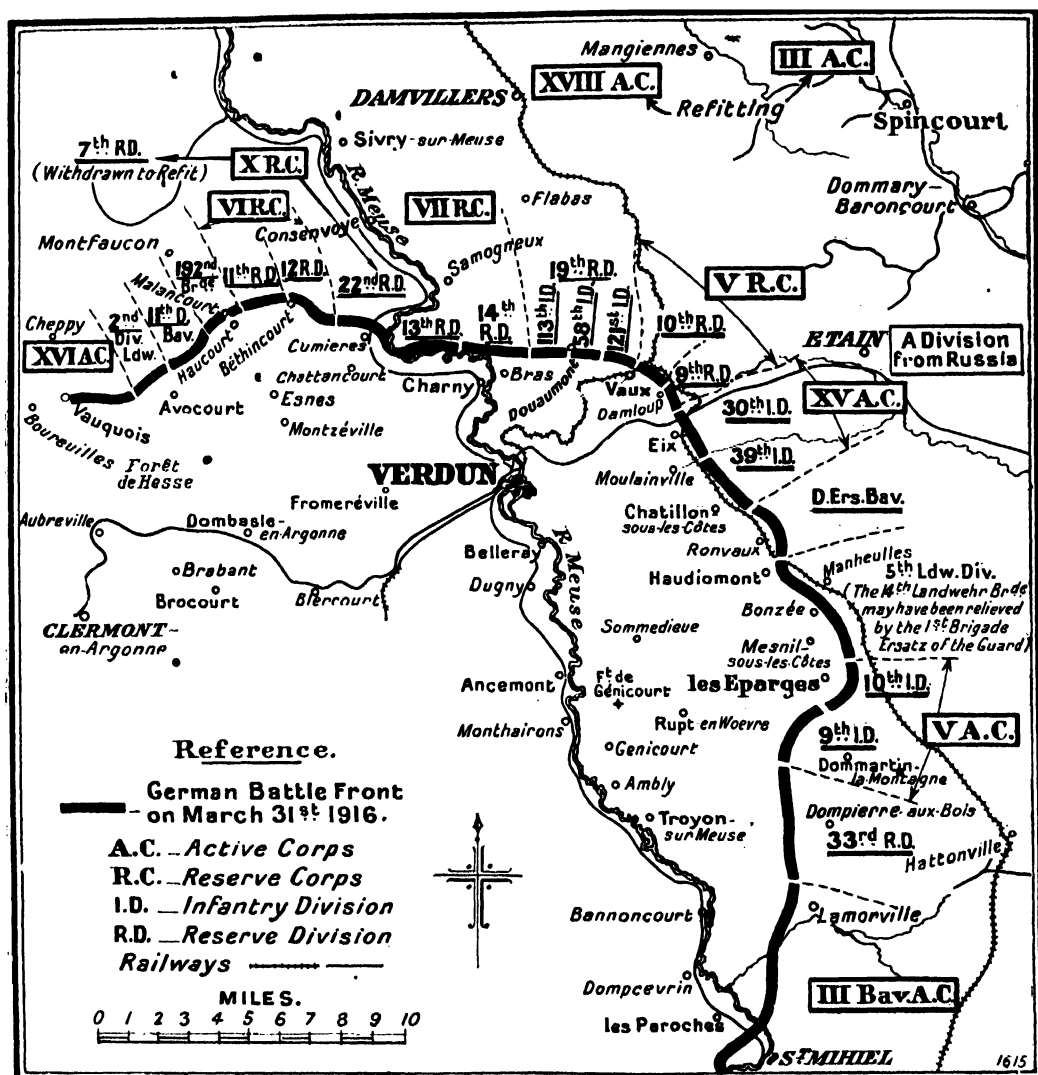 Mangiennes
III A.C.
XVIII A.C.
Refitting
DAMVILLERS
Spincourt
7th R.D.
(Withdrawn to Refit)
X R.C.
Sivry-sur-Meuse
R. Meuse
VI R.C.
VII R.C.
Flabas
Dommary-
Baroncourt
Consenvoye
Montfaucon
Samogneux
192nd
Brde
11th R.D.
12 R.D.
22nd R.D.
19th R.D.
V R.C.
Malancourt
Cheppy
XVI A.C.
2nd
Div.
Ldw.
11th D.
Bav.
Haucourt
Béthincourt
Cumieres
13th R.D.
14th
R.D.
113th I.D.
58th I.D.
121st I.D.
10th R.D.
ETAIN
A Division
from Russia
9th R.D.
XV A.C.
Chattancourt
Charny
Bras
Douaumont
Vaux
Damloup
30th I.D.
Vauquois
Avocourt
Esnes
Boureuilles
Montzéville
Eix
39th I.D.
Forêt
de Hesse
VERDUN
Moulainville
Fromeréville
D.Ers.Bav.
Chatillon
sous-les-Côtes
Aubreville
Dombasle-
en-Argonne
Ronvaux
Belleray
R. Meuse
Manheulles
Brabant
Brocourt
Blercourt
Dugny
Haudiomont
5th Ldw. Div.
(The 14th Landwehr Brde
may have been relieved
by the 1st Brigade
Ersatz of the Guard)
Bonzée
CLERMONT-
en-Argonne
Sommedieue
Mesnil-
sous-les-Côtes
Ancemont
Ft de
Génicourt
les Eparges
10th I.D.
Monthairons
Rupt en Woevre
V A.C.
9th I.D.
Genicourt
Dommartin-
la-Montagne
Ambly
Dompierre-aux-Bois
Troyon-
sur Meuse
33rd R.D.
Hattonville
Bannoncourt
Lamorville
Dompcevrin
III Bav. A.C.
les Paroches
ST MIHIEL
1615
Reference.
German Battle Front
on March 31st 1916.
A.C. _ Active Corps
R.C. _ Reserve Corps
I.D. _ Infantry Division
R.D. _ Reserve Division
Railways
MILES.
0 1 2 3 4 5 6 7 8 9 10